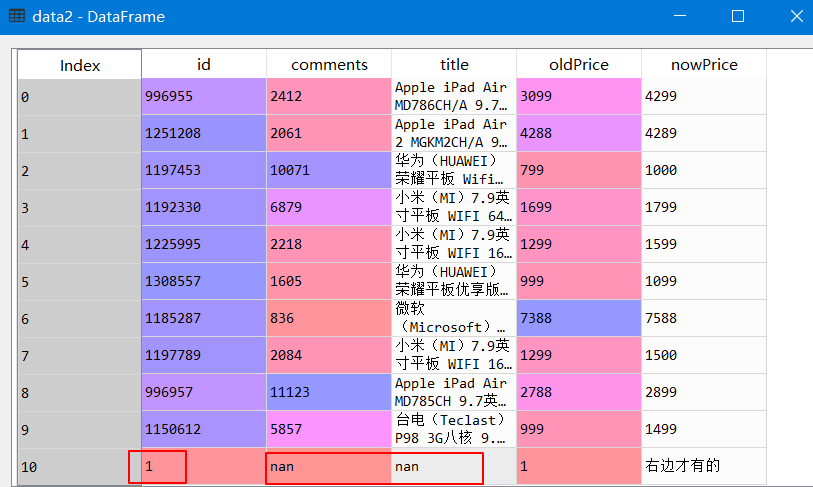 data2 - DataFrame
Index id comments title oldPrice nowPrice
0 996955 2412 Apple iPad Air MD786CH/A 9.7… 3099 4299
1 1251208 2061 Apple iPad Air 2 MGKM2CH/A 9… 4288 4289
2 1197453 10071 华为（HUAWEI）荣耀平板 Wifi… 799 1000
3 1192330 6879 小米（MI）7.9英寸平板 WIFI 64… 1699 1799
4 1225995 2218 小米（MI）7.9英寸平板 WIFI 16… 1299 1599
5 1308557 1605 华为（HUAWEI）荣耀平板优享版… 999 1099
6 1185287 836 微软（Microsoft）… 7388 7588
7 1197789 2084 小米（MI）7.9英寸平板 WIFI 16… 1299 1500
8 996957 11123 Apple iPad Air MD785CH 9.7英… 2788 2899
9 1150612 5857 台电（Teclast）P98 3G八核 9.… 999 1499
10 1 nan nan 1 右边才有的